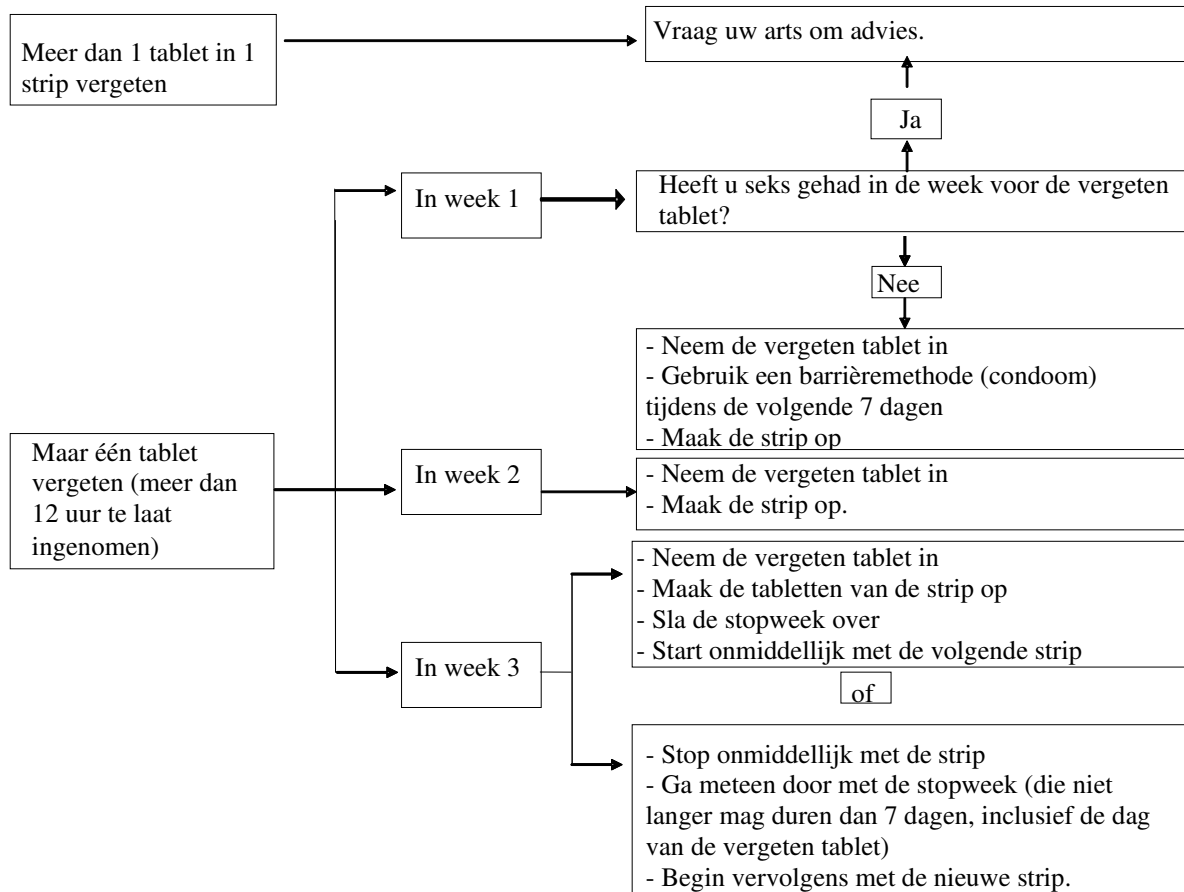 Meer dan 1 tablet in 1
strip vergeten
Vraag uw arts om advies.
Ja
In week 1
Heeft u seks gehad in de week voor de vergeten
tablet?
Nee
- Neem de vergeten tablet in
- Gebruik een barrièremethode (condoom)
tijdens de volgende 7 dagen
- Maak de strip op
Maar één tablet
vergeten (meer dan
12 uur te laat
ingenomen)
In week 2
- Neem de vergeten tablet in
- Maak de strip op.
In week 3
- Neem de vergeten tablet in
- Maak de tabletten van de strip op
- Sla de stopweek over
- Start onmiddellijk met de volgende strip
of
- Stop onmiddellijk met de strip
- Ga meteen door met de stopweek (die niet
langer mag duren dan 7 dagen, inclusief de dag
van de vergeten tablet)
- Begin vervolgens met de nieuwe strip.